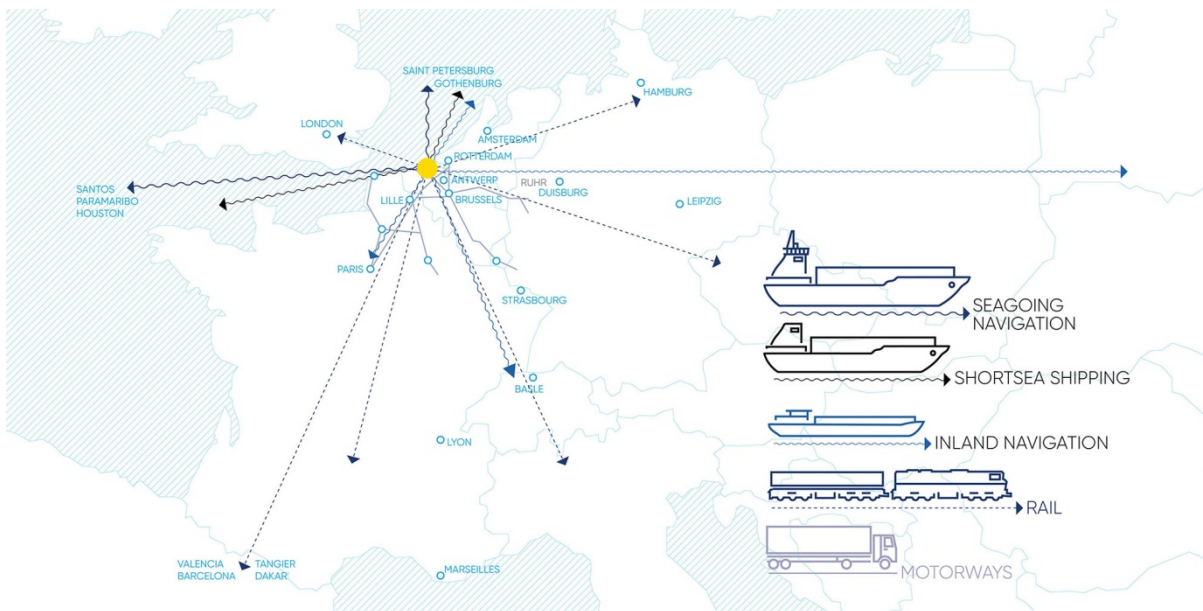 SAINT PETERSBURG
GOTHENBURG
HAMBURG
LONDON
AMSTERDAM
ROTTERDAM
ANTWERP
RUHR
DUISBURG
SANTOS
PARAMARIBO
HOUSTON
LILLE
BRUSSELS
LEIPZIG
PARIS
STRASBOURG
SEAGOING
NAVIGATION
SHORTSEA SHIPPING
BASLE
LYON
INLAND NAVIGATION
RAIL
VALENCIA
BARCELONA
TANGIER
DAKAR
MARSEILLES
MOTORWAYS